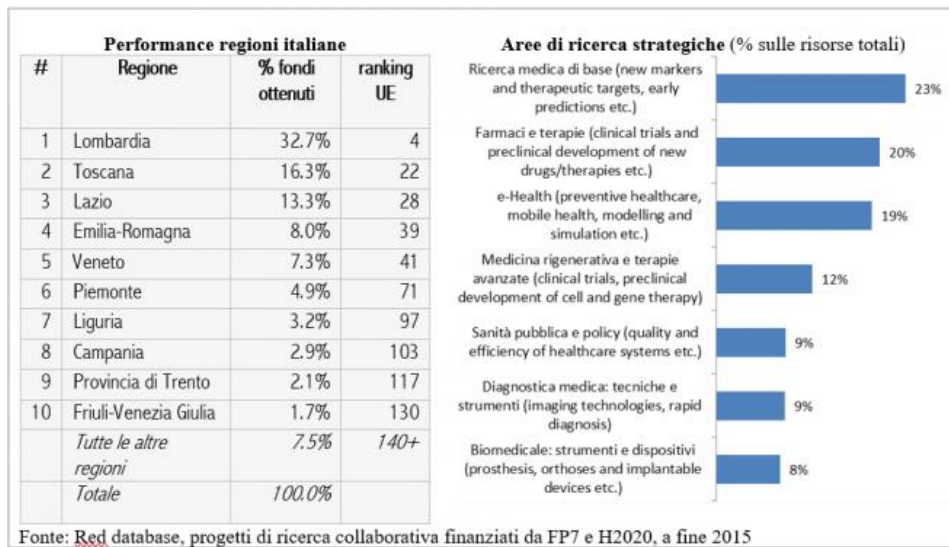 Performance regioni italiane
# Regione % fondi ottenuti ranking UE
1 Lombardia 32.7% 4
2 Toscana 16.3% 22
3 Lazio 13.3% 28
4 Emilia-Romagna 8.0% 39
5 Veneto 7.3% 41
6 Piemonte 4.9% 71
7 Liguria 3.2% 97
8 Campania 2.9% 103
9 Provincia di Trento 2.1% 117
10 Friuli-Venezia Giulia 1.7% 130
Tutte le altre regioni 7.5% 140+
Totale 100.0%
Aree di ricerca strategiche (% sulle risorse totali)
Ricerca medica di base (new markers
and therapeutic targets, early
predictions etc.)
23%
Farmaci e terapie (clinical trials and
preclinical development of new
drugs/therapies etc.)
20%
e-Health (preventive healthcare,
mobile health, modelling and
simulation etc.)
19%
Medicina rigenerativa e terapie
avanzate (clinical trials, preclinical
development of cell and gene therapy)
12%
Sanità pubblica e policy (quality and
efficiency of healthcare systems etc.)
9%
Diagnostica medica: tecniche e
strumenti (imaging technologies, rapid
diagnosis)
9%
Biomedicale: strumenti e dispositivi
(prosthesis, orthoses and implantable
devices etc.)
8%
Fonte: Red database, progetti di ricerca collaborativa finanziati da FP7 e H2020, a fine 2015